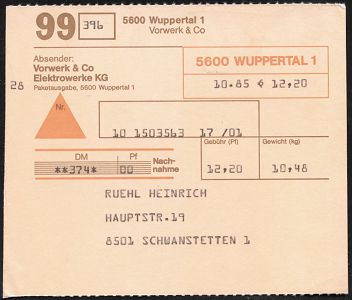 99 396 5600 Wuppertal 1
Vorwerk & Co
Absender:
Vorwerk & Co
Elektrowerke KG
Paketausgabe, 5600 Wuppertal 1
28
5600 WUPPERTAL 1
10.85 ¢ 12,20
Nr.
10 1503563 17 /01
DM Pf
**374* 00
Nach-
nahme
Gebühr (Pf) Gewicht (kg)
12,20 10,48
RUEHL HEINRICH
HAUPTSTR.19
8501 SCHWANSTETTEN 1